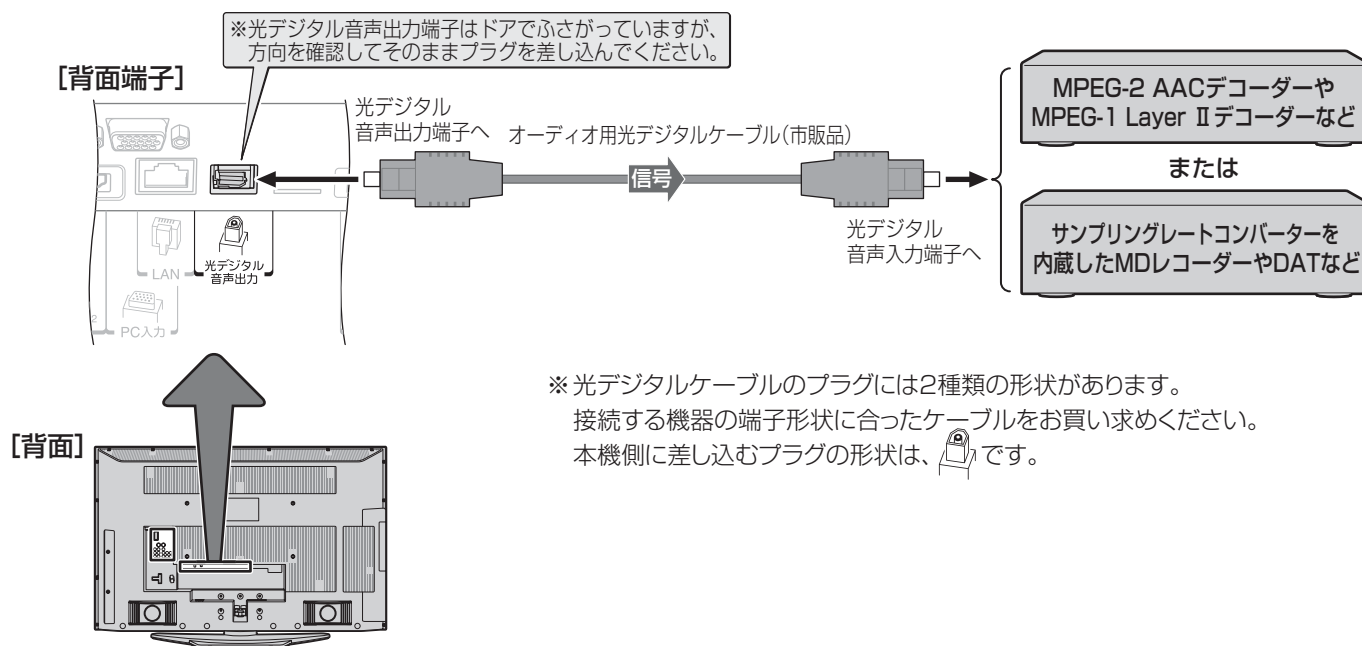 ※光デジタル音声出力端子はドアでふさがっていますが、
方向を確認してそのままプラグを差し込んでください。
［背面端子］
光デジタル
音声出力端子へ
オーディオ用光デジタルケーブル（市販品）
信号
光デジタル
音声入力端子へ
MPEG-2 AACデコーダーや
MPEG-1 Layer Ⅱデコーダーなど
または
サンプリングレートコンバーターを
内蔵したMDレコーダーやDATなど
LAN
光デジタル
音声出力
2
PC入力
※光デジタルケーブルのプラグには2種類の形状があります。
接続する機器の端子形状に合ったケーブルをお買い求めください。
本機側に差し込むプラグの形状は、です。
［背面］